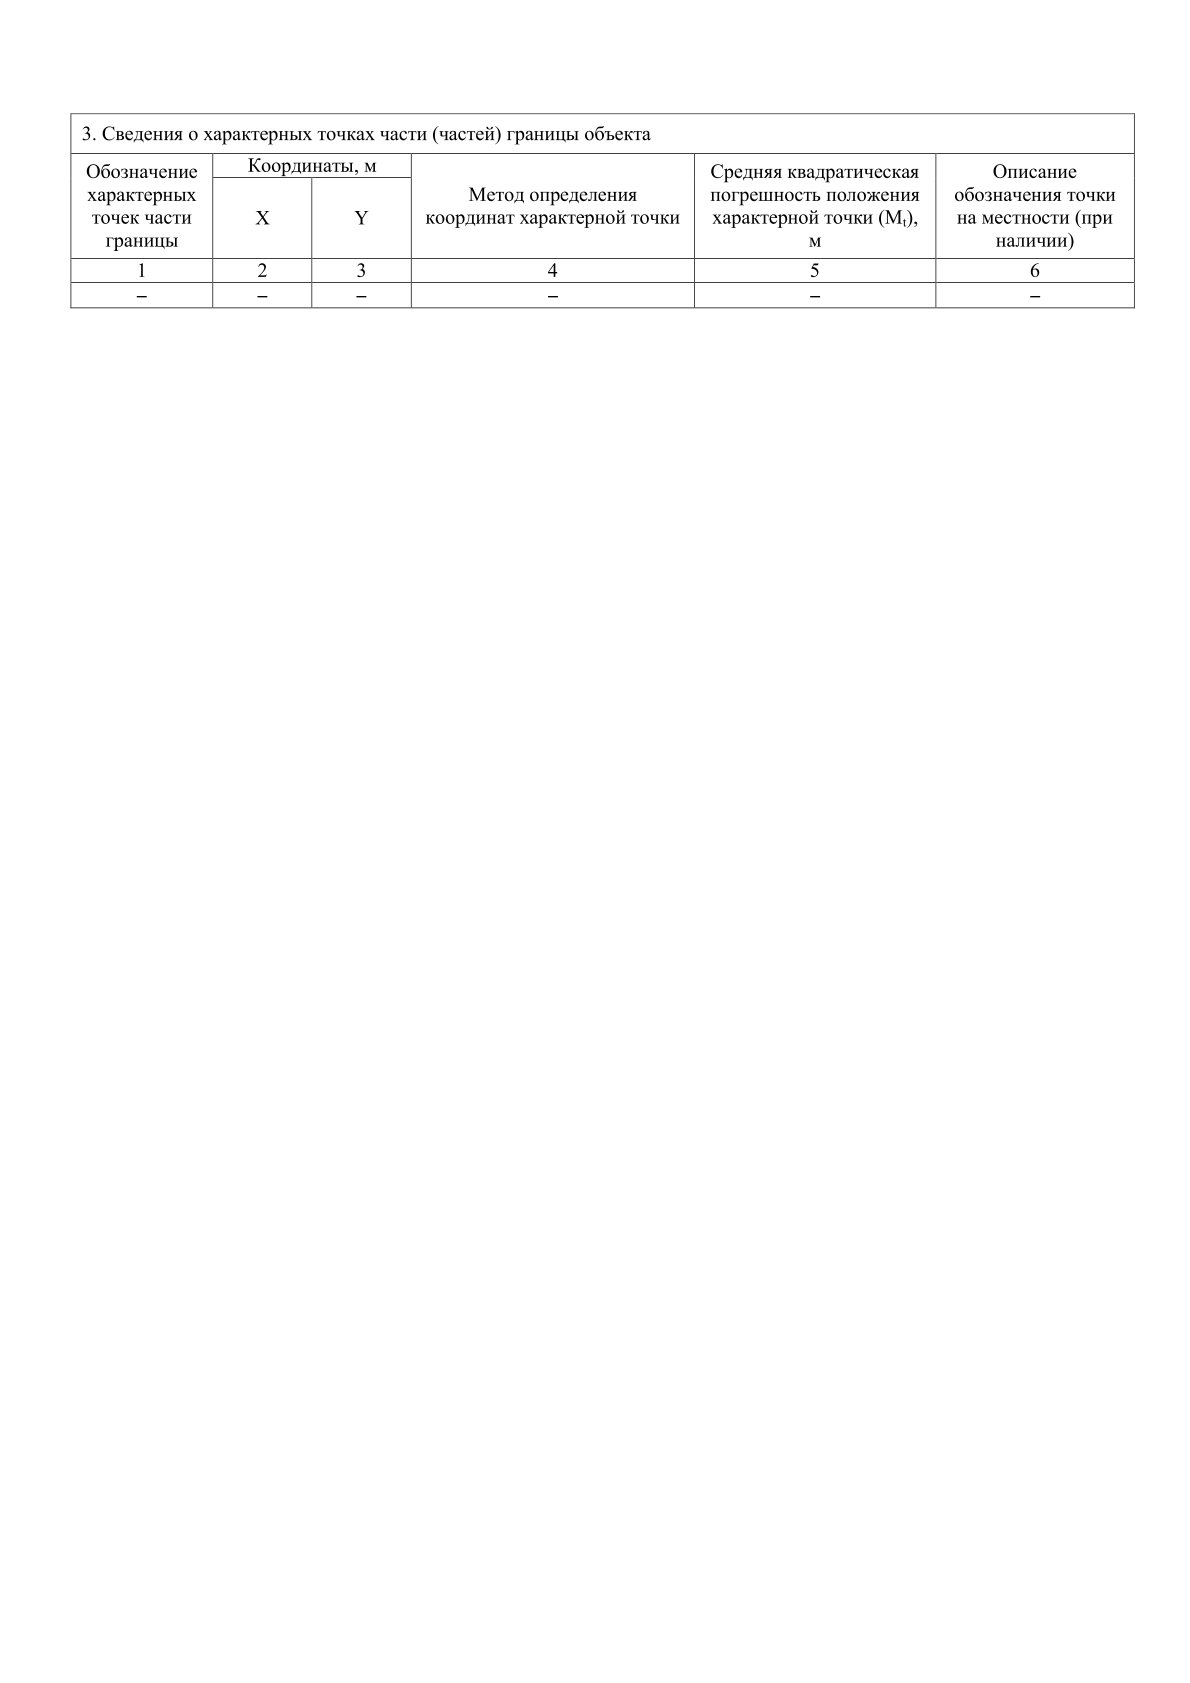 3. Сведения о характерных точках части (частей) границы объекта
Обозначение
характерных
точек части
границы
Координаты, м
X
Y
Метод определения
координат характерной точки
Средняя квадратическая
погрешность положения
характерной точки (Mt),
м
Описание
обозначения точки
на местности (при
наличии)
1 2 3 4 5 6
– – – – – –